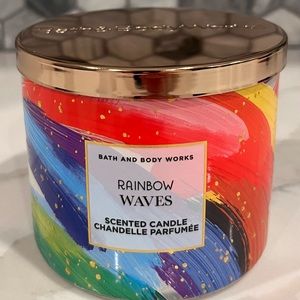 BATH AND BODY WORKS
RAINBOW
WAVES
SCENTED CANDLE
CHANDELLE PARFUMÉE